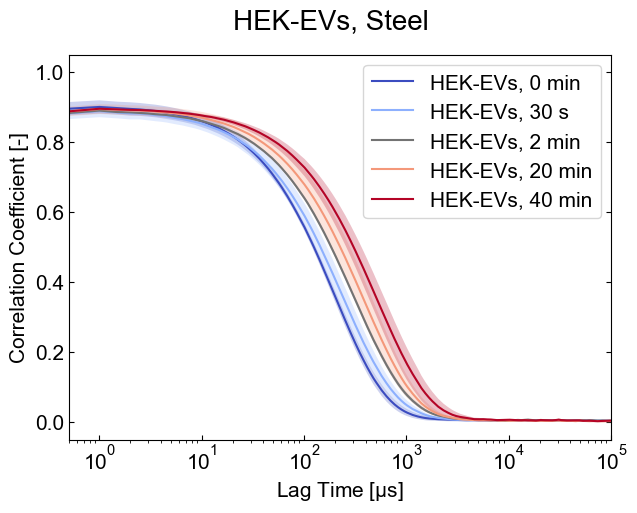 HEK-EVs, Steel
Correlation Coefficient [-]
1.0
0.8
0.6
0.4
0.2
0.0
HEK-EVs, 0 min
HEK-EVs, 30 s
HEK-EVs, 2 min
HEK-EVs, 20 min
HEK-EVs, 40 min
10⁰ 10¹ 10² 10³ 10⁴ 10⁵
Lag Time [µs]